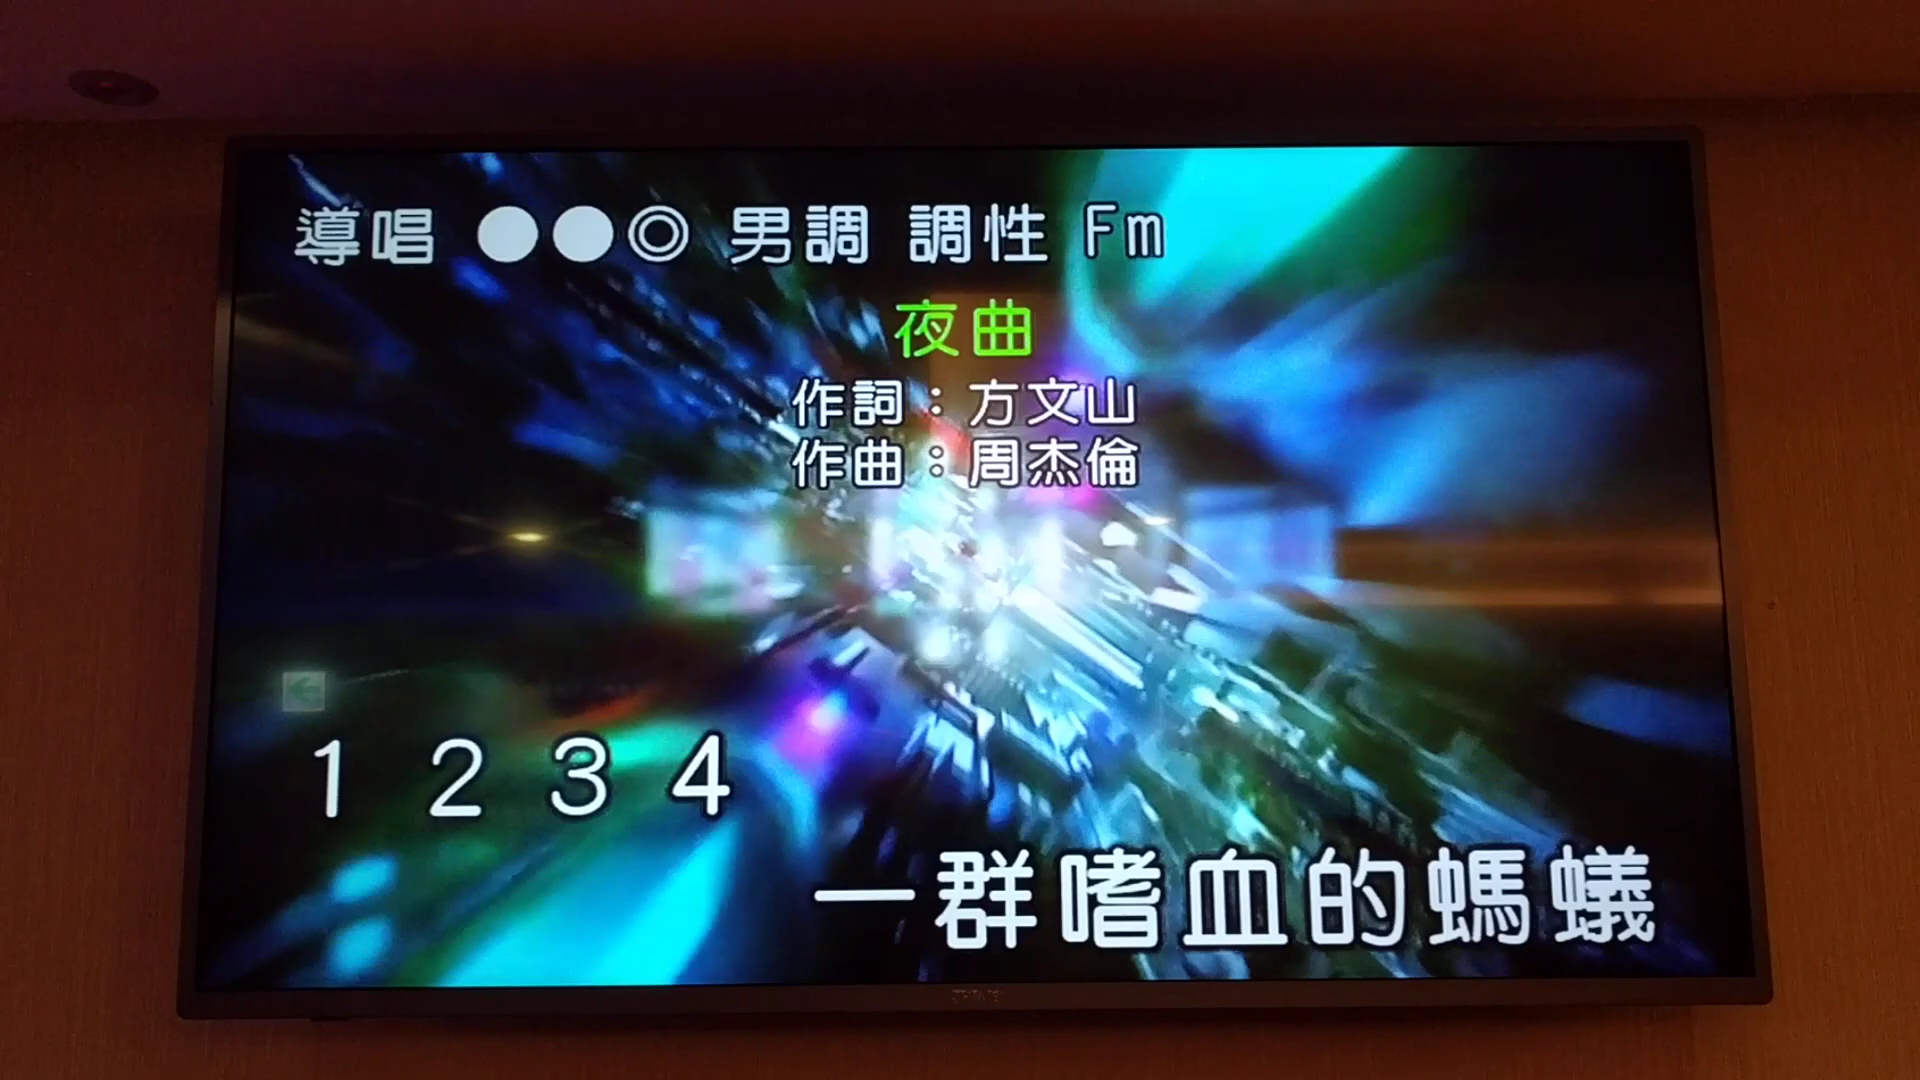 導唱 ●●◎ 男調 調性 Fm
夜曲
作詞：方文山
作曲：周杰倫
1 2 3 4
一群嗜血的螞蟻